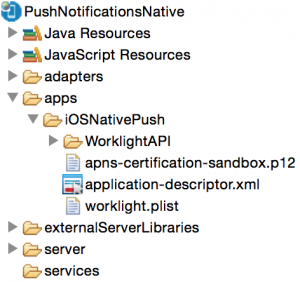 PushNotificationsNative
Java Resources
JavaScript Resources
adapters
apps
iOSNativePush
WorklightAPI
apns-certification-sandbox.p12
application-descriptor.xml
worklight.plist
externalServerLibraries
server
services